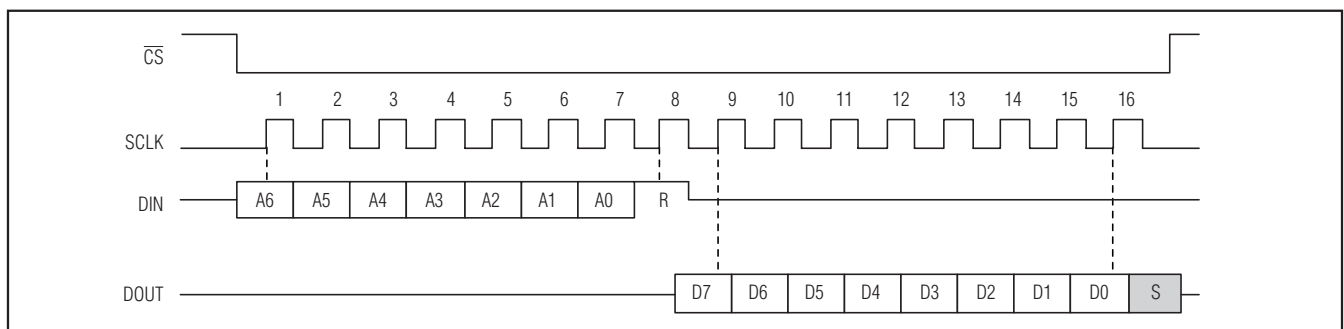 C̅S̅
1 2 3 4 5 6 7 8 9 10 11 12 13 14 15 16
SCLK
DIN A6 A5 A4 A3 A2 A1 A0 R
DOUT D7 D6 D5 D4 D3 D2 D1 D0 S